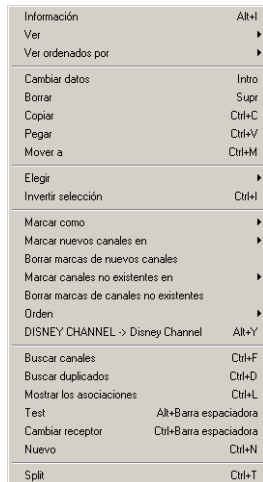 Información Alt+I
Ver
Ver ordenados por
Cambiar datos Intro
Borrar Supr
Copiar Ctrl+C
Pegar Ctrl+V
Mover a Ctrl+M
Elegir
Invertir selección Ctrl+I
Marcar como
Marcar nuevos canales en
Borrar marcas de nuevos canales
Marcar canales no existentes en
Borrar marcas de canales no existentes
Orden
DISNEY CHANNEL -> Disney Channel Alt+Y
Buscar canales Ctrl+F
Buscar duplicados Ctrl+D
Mostrar los asociaciones Ctrl+L
Test Alt+Barra espaciadora
Cambiar receptor Ctrl+Barra espaciadora
Nuevo Ctrl+N
Split Ctrl+T